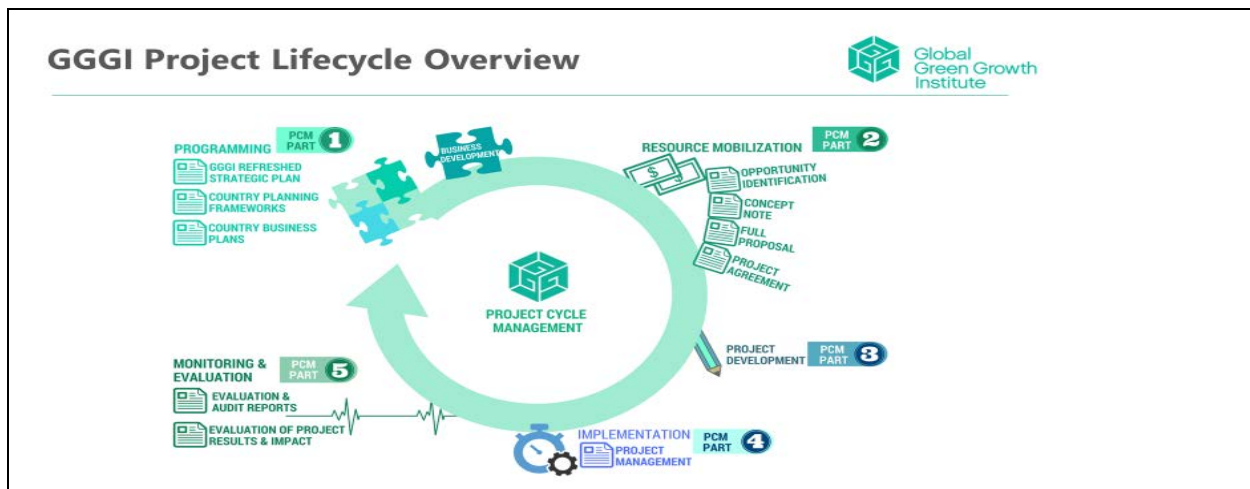 GGGI Project Lifecycle Overview
Global
Green Growth
Institute
PROGRAMMING
PCM
PART
1
GGGI REFRESHED
STRATEGIC PLAN
COUNTRY PLANNING
FRAMEWORKS
COUNTRY BUSINESS
PLANS
BUSINESS
DEVELOPMENT
RESOURCE MOBILIZATION
PCM
PART
2
OPPORTUNITY
IDENTIFICATION
CONCEPT
NOTE
FULL
PROPOSAL
PROJECT
AGREEMENT
PROJECT CYCLE
MANAGEMENT
PROJECT
DEVELOPMENT
PCM
PART
3
IMPLEMENTATION
PROJECT
MANAGEMENT
PCM
PART
4
MONITORING &
EVALUATION
PCM
PART
5
EVALUATION &
AUDIT REPORTS
EVALUATION OF PROJECT
RESULTS & IMPACT